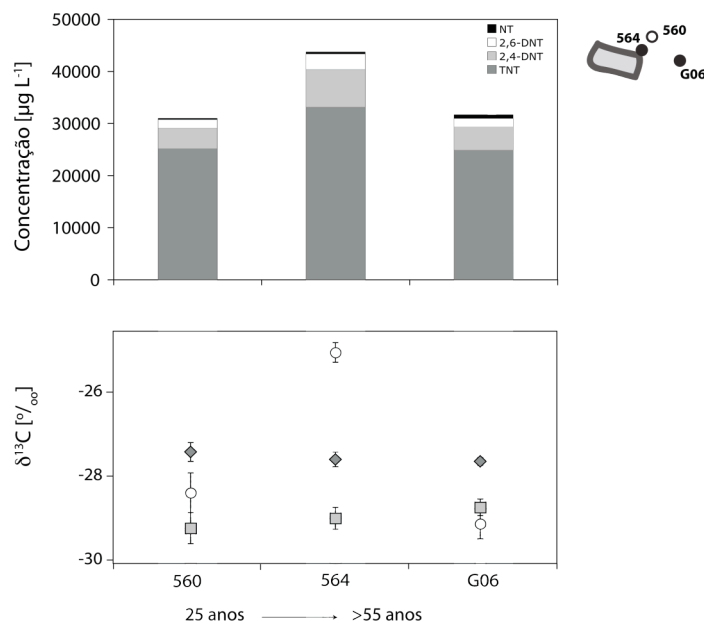 50000
40000
30000
20000
10000
0
Concentração [µg L⁻¹]
NT
2,6-DNT
2,4-DNT
TNT
564
560
G06
-26
-28
-30
δ¹³C [º/ₒₒ]
560 564 G06
25 anos → >55 anos